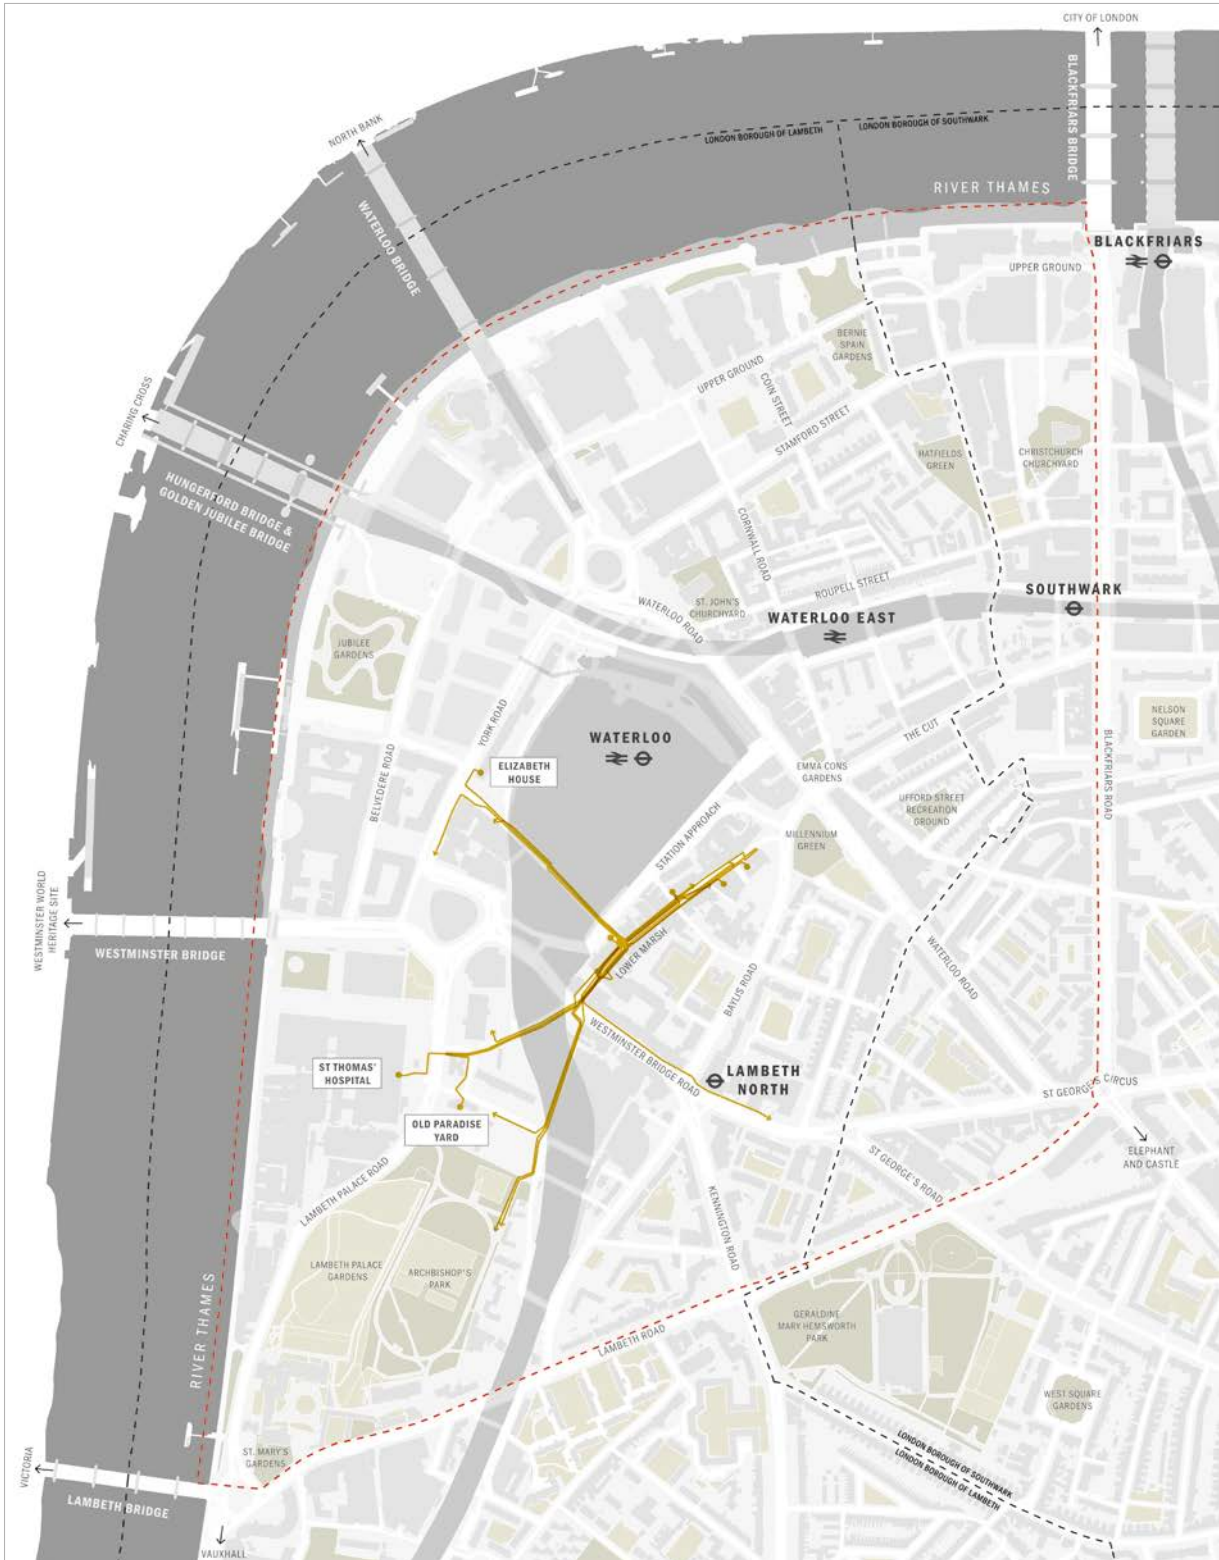 CITY OF LONDON
BLACKFRIARS BRIDGE
NORTH BANK
LONDON BOROUGH OF LAMBETH
LONDON BOROUGH OF SOUTHWARK
RIVER THAMES
WATERLOO BRIDGE
BLACKFRIARS
UPPER GROUND
BERNIE
SPAIN
GARDENS
UPPER GROUND
COIN STREET
STAMFORD STREET
CHARING CROSS
HUNGERFORD BRIDGE &
GOLDEN JUBILEE BRIDGE
HATFIELDS
GREEN
CHRISTCHURCH
CHURCHYARD
CORNWALL ROAD
ROUPELL STREET
SOUTHWARK
ST. JOHN'S
CHURCHYARD
WATERLOO ROAD
WATERLOO EAST
JUBILEE
GARDENS
YORK ROAD
WATERLOO
THE CUT
NELSON
SQUARE
GARDEN
BELVEDERE ROAD
ELIZABETH
HOUSE
EMMA CONS
GARDENS
BLACKFRIARS ROAD
UFFORD STREET
RECREATION
GROUND
STATION APPROACH
MILLENNIUM
GREEN
WESTMINSTER WORLD
HERITAGE SITE
WESTMINSTER BRIDGE
LOWER MARSH
WATERLOO ROAD
BAYLIS ROAD
WESTMINSTER BRIDGE ROAD
ST THOMAS'
HOSPITAL
LAMBETH
NORTH
ST GEORGE'S CIRCUS
OLD PARADISE
YARD
ELEPHANT
AND CASTLE
ST GEORGE'S ROAD
LAMBETH PALACE ROAD
KENNINGTON ROAD
LAMBETH PALACE
GARDENS
ARCHBISHOP'S
PARK
RIVER THAMES
GERALDINE
MARY HEMSWORTH
PARK
LAMBETH ROAD
WEST SQUARE
GARDENS
ST. MARY'S
GARDENS
LONDON BOROUGH OF SOUTHWARK
LONDON BOROUGH OF LAMBETH
VICTORIA
LAMBETH BRIDGE
VAUXHALL